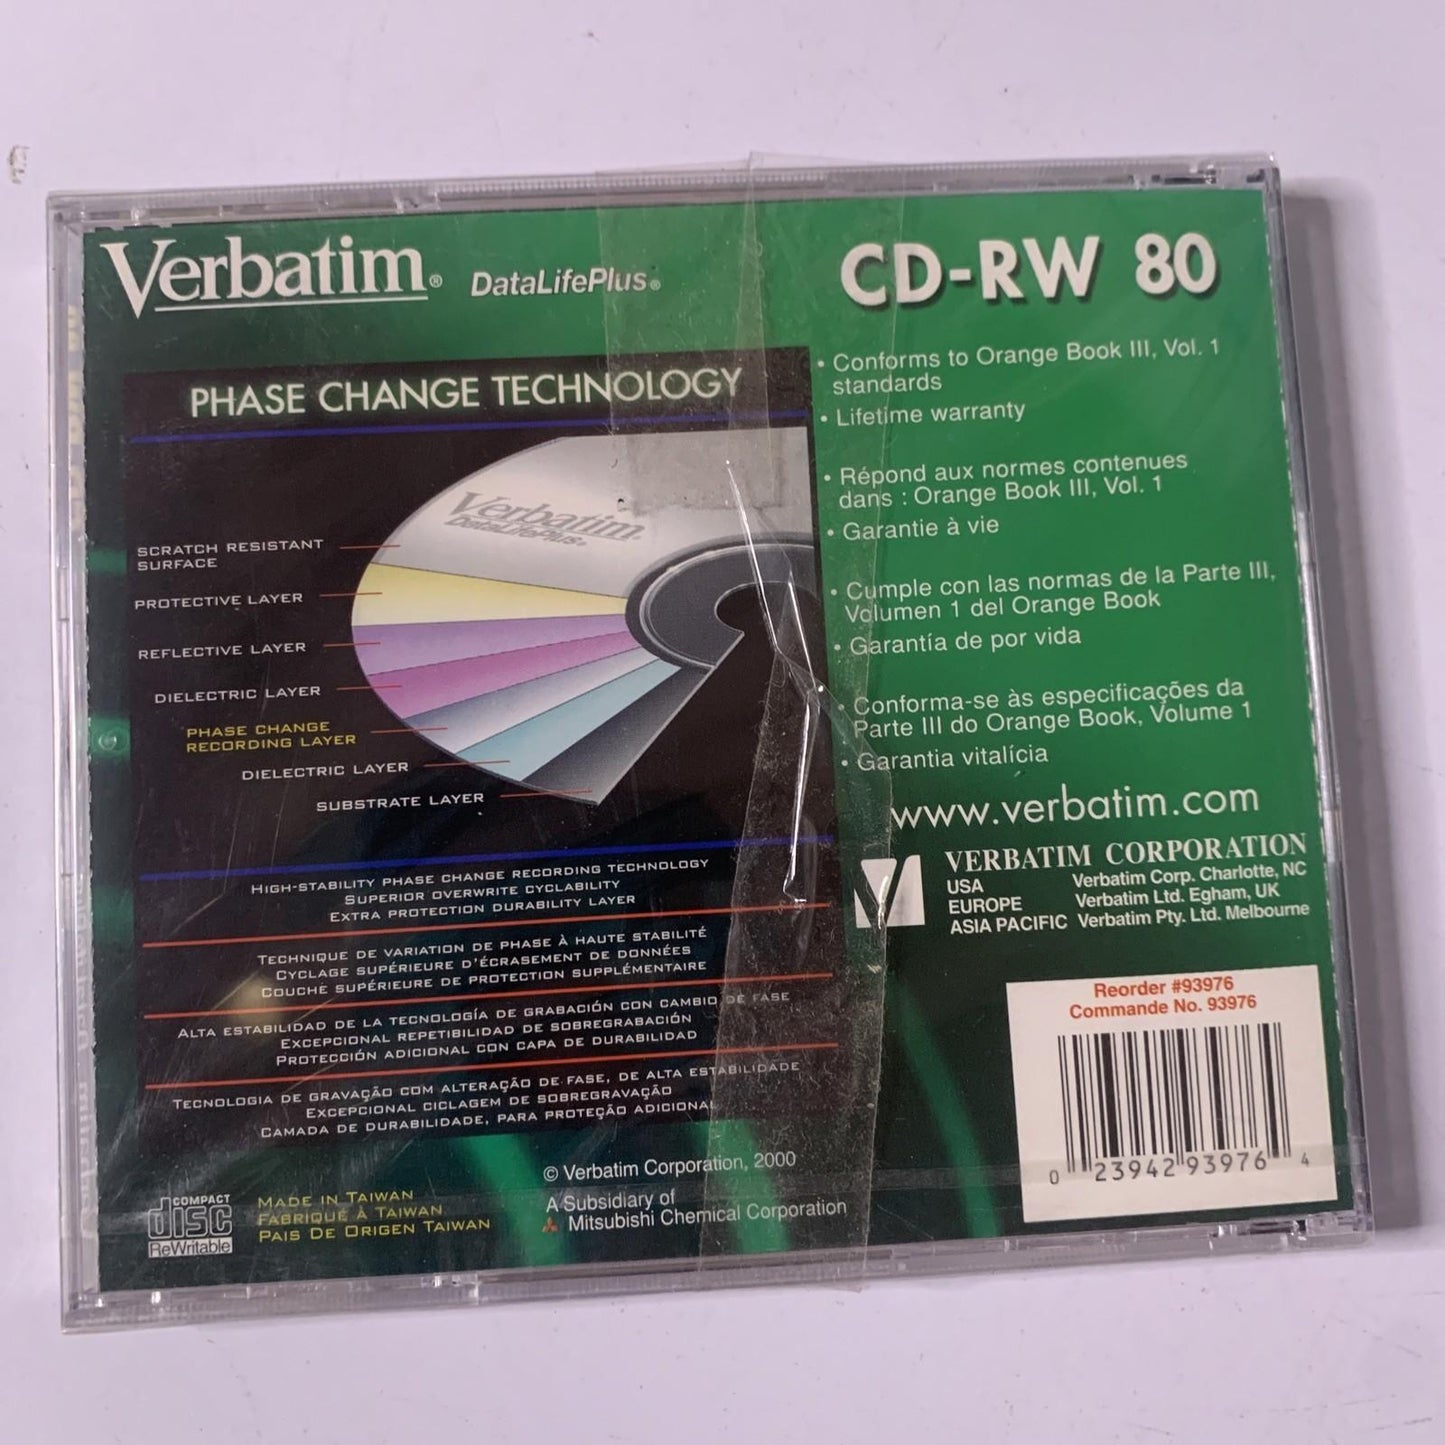 Verbatim® DataLifePlus®
PHASE CHANGE TECHNOLOGY
Verbatim
DataLifePlus®
SCRATCH RESISTANT
SURFACE
PROTECTIVE LAYER
REFLECTIVE LAYER
DIELECTRIC LAYER
PHASE CHANGE
RECORDING LAYER
DIELECTRIC LAYER
SUBSTRATE LAYER
HIGH-STABILITY PHASE CHANGE RECORDING TECHNOLOGY
SUPERIOR OVERWRITE CYCLABILITY
EXTRA PROTECTION DURABILITY LAYER
TECHNIQUE DE VARIATION DE PHASE À HAUTE STABILITÉ
CYCLAGE SUPÉRIEURE D'ÉCRASEMENT DE DONNÉES
COUCHE SUPÉRIEURE DE PROTECTION SUPPLÉMENTAIRE
ALTA ESTABILIDAD DE LA TECNOLOGÍA DE GRABACIÓN CON CAMBIO DE FASE
EXCEPCIONAL REPETIBILIDAD DE SOBREGRABACIÓN
PROTECCIÓN ADICIONAL CON CAPA DE DURABILIDAD
TECNOLOGIA DE GRAVAÇÃO COM ALTERAÇÃO DE FASE, DE ALTA ESTABILIDADE
EXCEPCIONAL CICLAGEM DE SOBREGRAVAÇÃO
CAMADA DE DURABILIDADE, PARA PROTEÇÃO ADICIONAL
COMPACT
disc
ReWritable
MADE IN TAIWAN
FABRIQUE À TAIWAN
PAIS DE ORIGEN TAIWAN
© Verbatim Corporation, 2000
A Subsidiary of
Mitsubishi Chemical Corporation
CD-RW 80
• Conforms to Orange Book III, Vol. 1
standards
• Lifetime warranty
• Répond aux normes contenues
dans : Orange Book III, Vol. 1
• Garantie à vie
• Cumple con las normas de la Parte III,
Volumen 1 del Orange Book
• Garantía de por vida
• Conforma-se às especificações da
Parte III do Orange Book, Volume 1
• Garantia vitalícia
www.verbatim.com
VERBATIM CORPORATION
USA Verbatim Corp. Charlotte, NC
EUROPE Verbatim Ltd. Egham, UK
ASIA PACIFIC Verbatim Pty. Ltd. Melbourne
Reorder #93976
Commande No. 93976
0 23942 93976 4